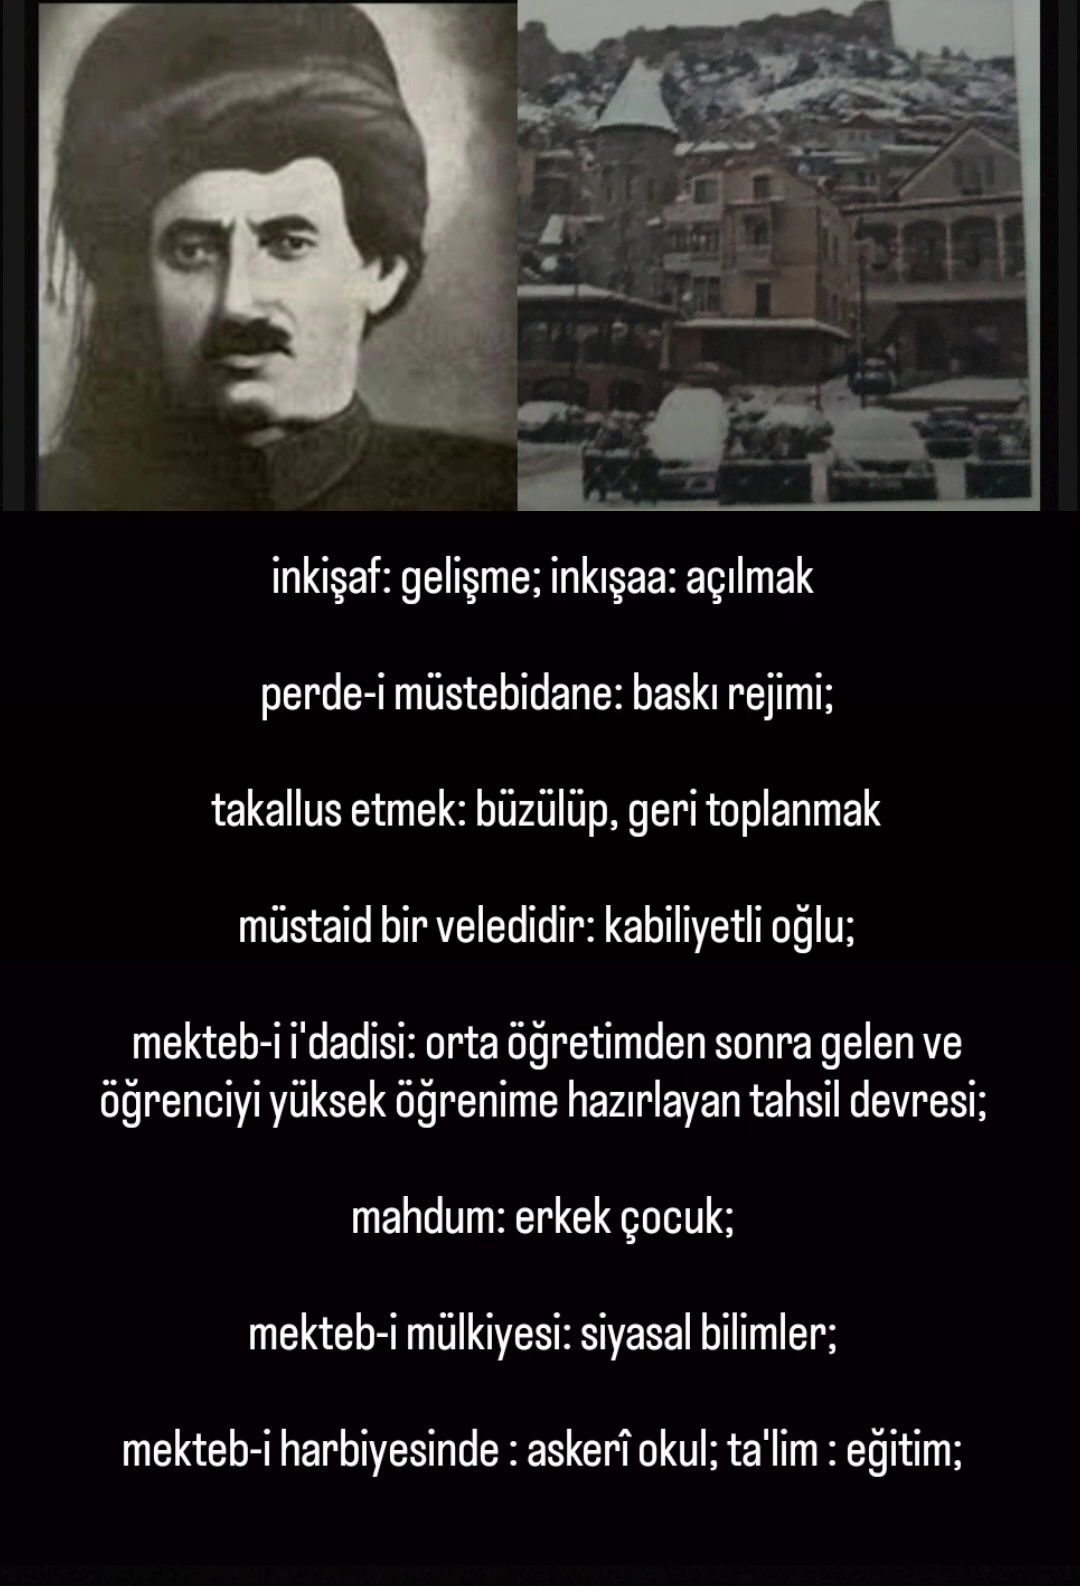 inkişaf: gelişme; inkışaa: açılmak
perde-i müstebidane: baskı rejimi;
takallus etmek: büzülüp, geri toplanmak
müstaid bir veledidir: kabiliyetli oğlu;
mekteb-i i'dadisi: orta öğretimden sonra gelen ve
öğrenciyi yüksek öğrenime hazırlayan tahsil devresi;
mahdum: erkek çocuk;
mekteb-i mülkiyesi: siyasal bilimler;
mekteb-i harbiyesinde : askerî okul; ta'lim : eğitim;